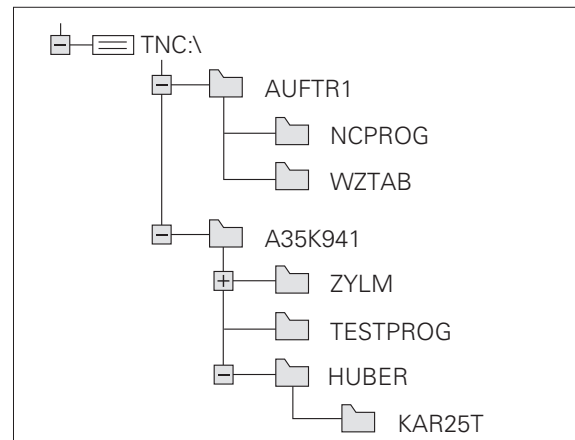 TNC:\
AUFTR1
NCPROG
WZTAB
A35K941
ZYLM
TESTPROG
HUBER
KAR25T